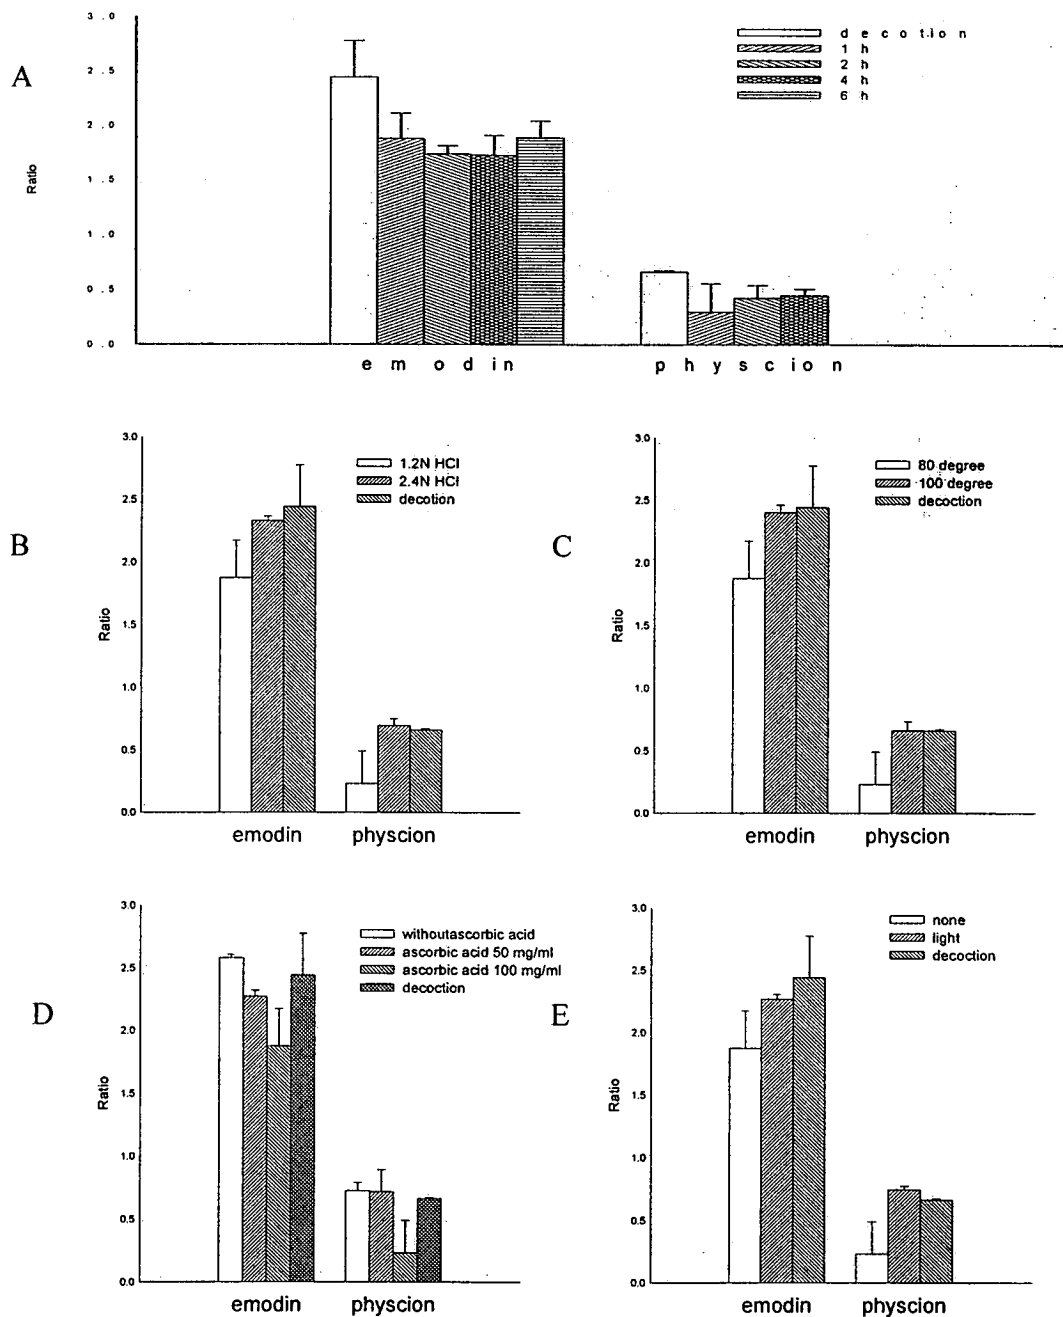 A
Ratio
3.0
2.5
2.0
1.5
1.0
0.5
0.0
decotion
1 h
2 h
4 h
6 h
emodin
physcion
B
Ratio
3.0
2.5
2.0
1.5
1.0
0.5
0.0
1.2N HCl
2.4N HCl
decotion
emodin
physcion
C
Ratio
3.0
2.5
2.0
1.5
1.0
0.5
0.0
80 degree
100 degree
decoction
emodin
physcion
D
Ratio
3.0
2.5
2.0
1.5
1.0
0.5
0.0
withoutascorbic acid
ascorbic acid 50 mg/ml
ascorbic acid 100 mg/ml
decoction
emodin
physcion
E
Ratio
3.0
2.5
2.0
1.5
1.0
0.5
0.0
none
light
decoction
emodin
physcion